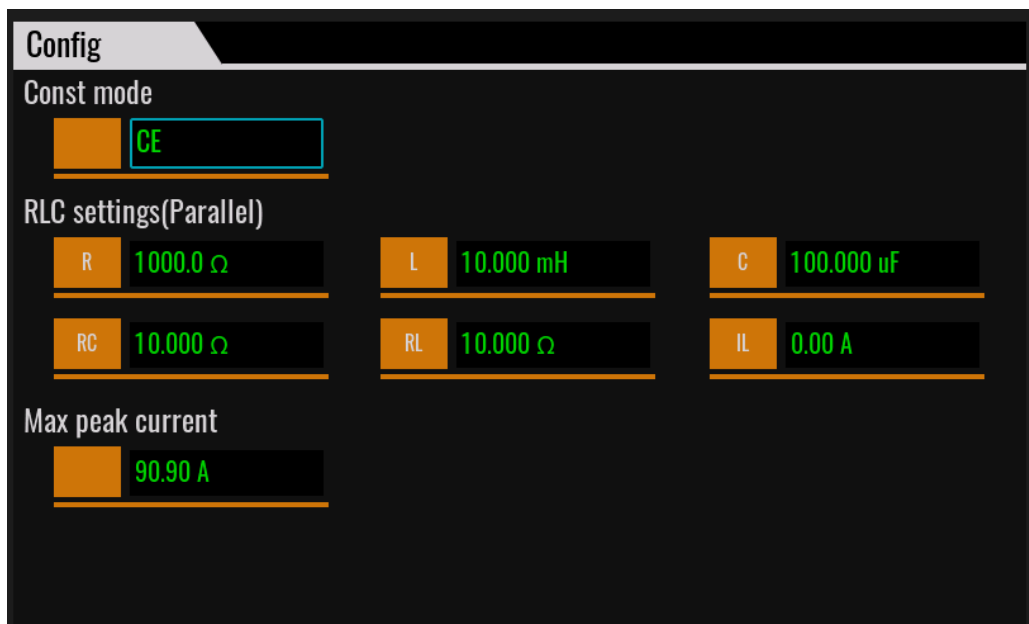 Config
Const mode
CE
RLC settings(Parallel)
R 1000.0 Ω L 10.000 mH C 100.000 uF
RC 10.000 Ω RL 10.000 Ω IL 0.00 A
Max peak current
90.90 A